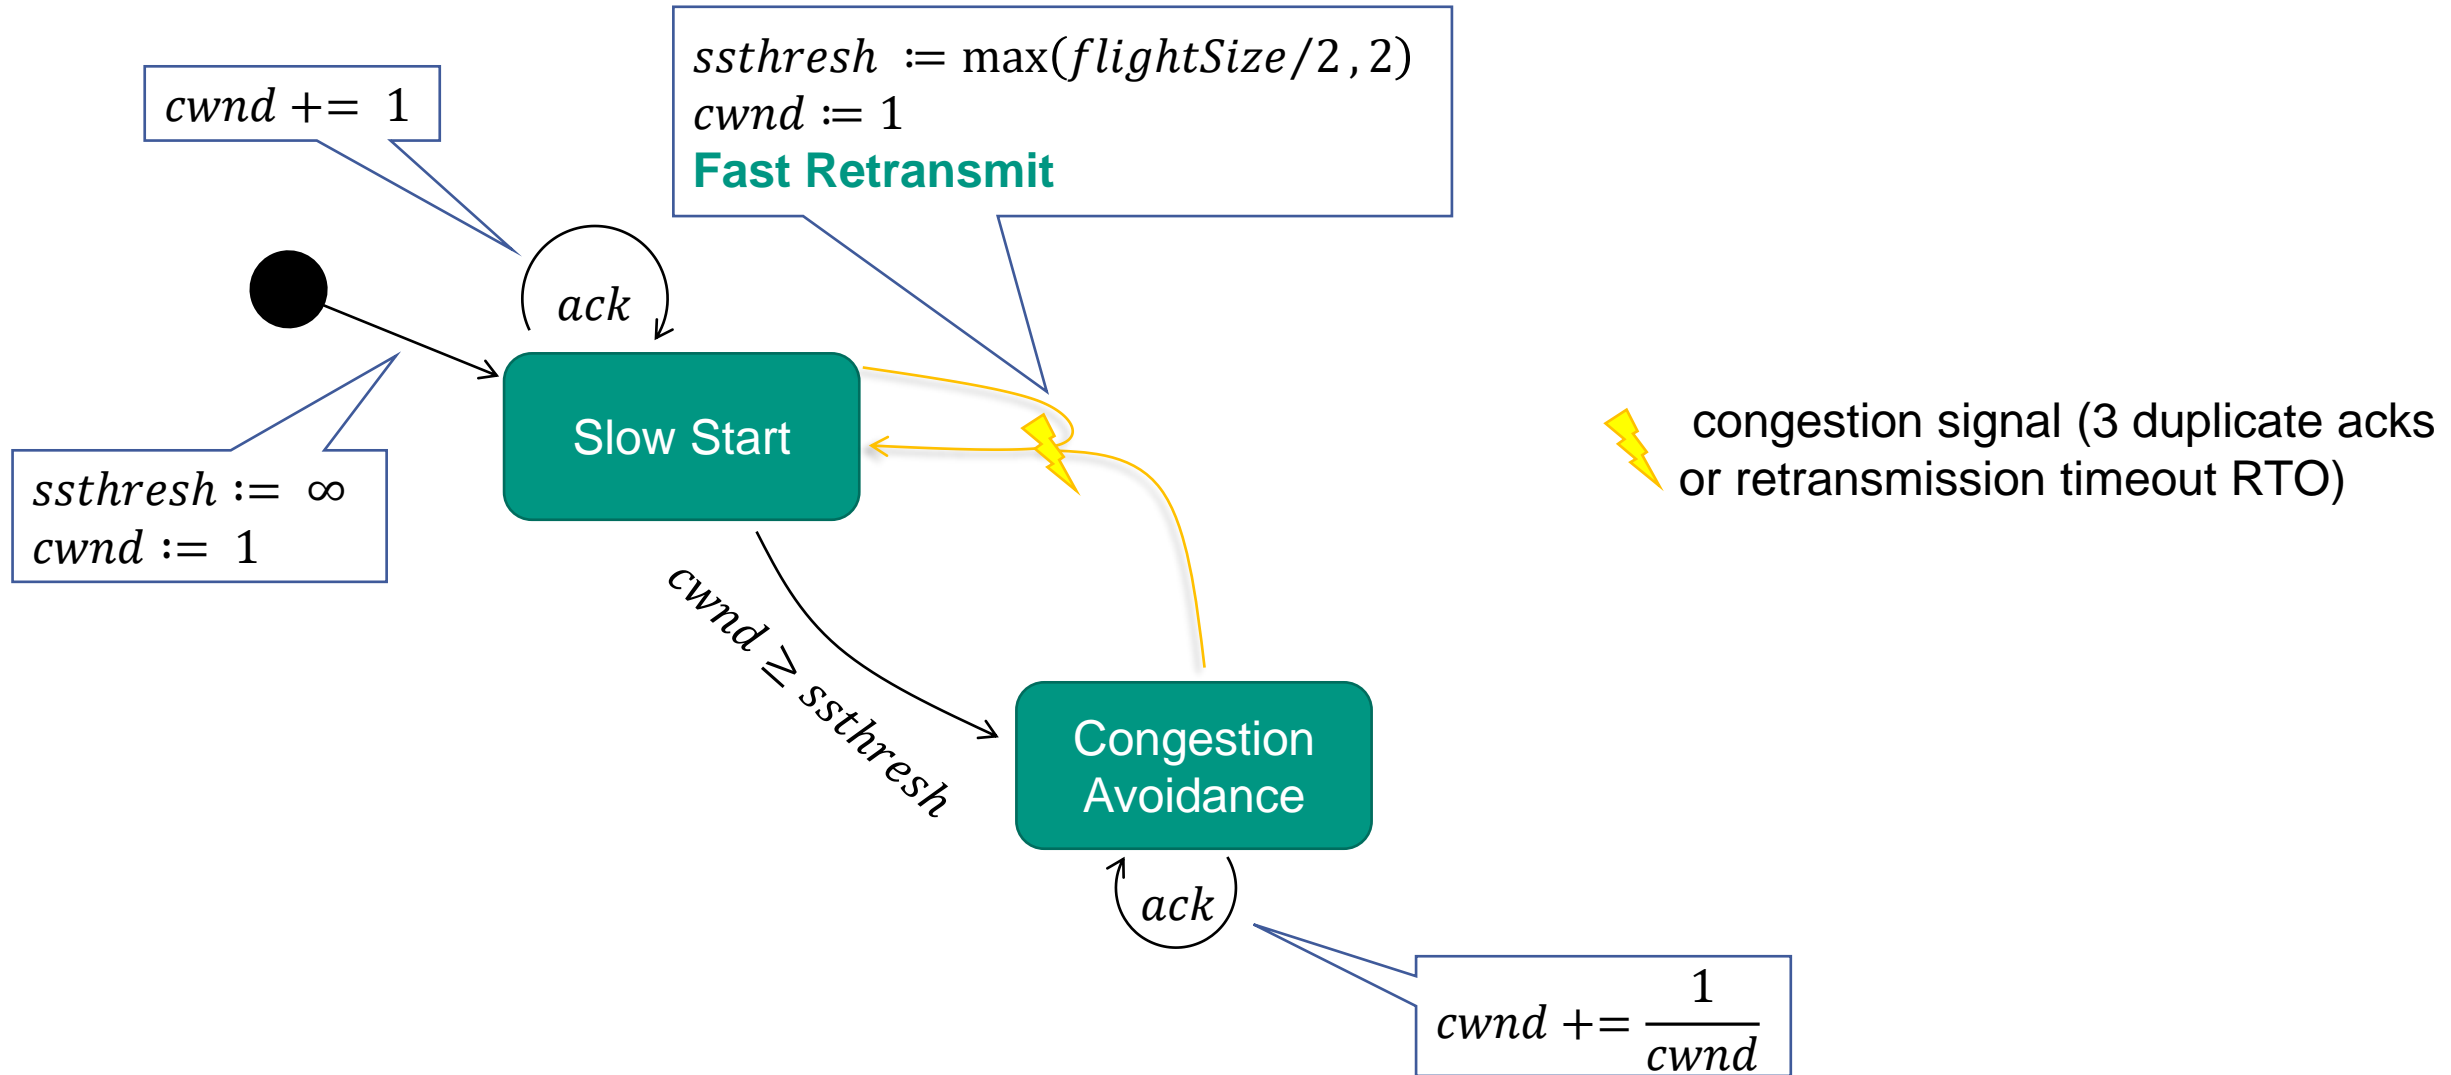 ssthresh := max(flightSize/2, 2)
cwnd := 1
Fast Retransmit
cwnd += 1
ack
Slow Start
ssthresh := ∞
cwnd := 1
congestion signal (3 duplicate acks
or retransmission timeout RTO)
cwnd ≥ ssthresh
Congestion
Avoidance
ack
cwnd += 1/cwnd